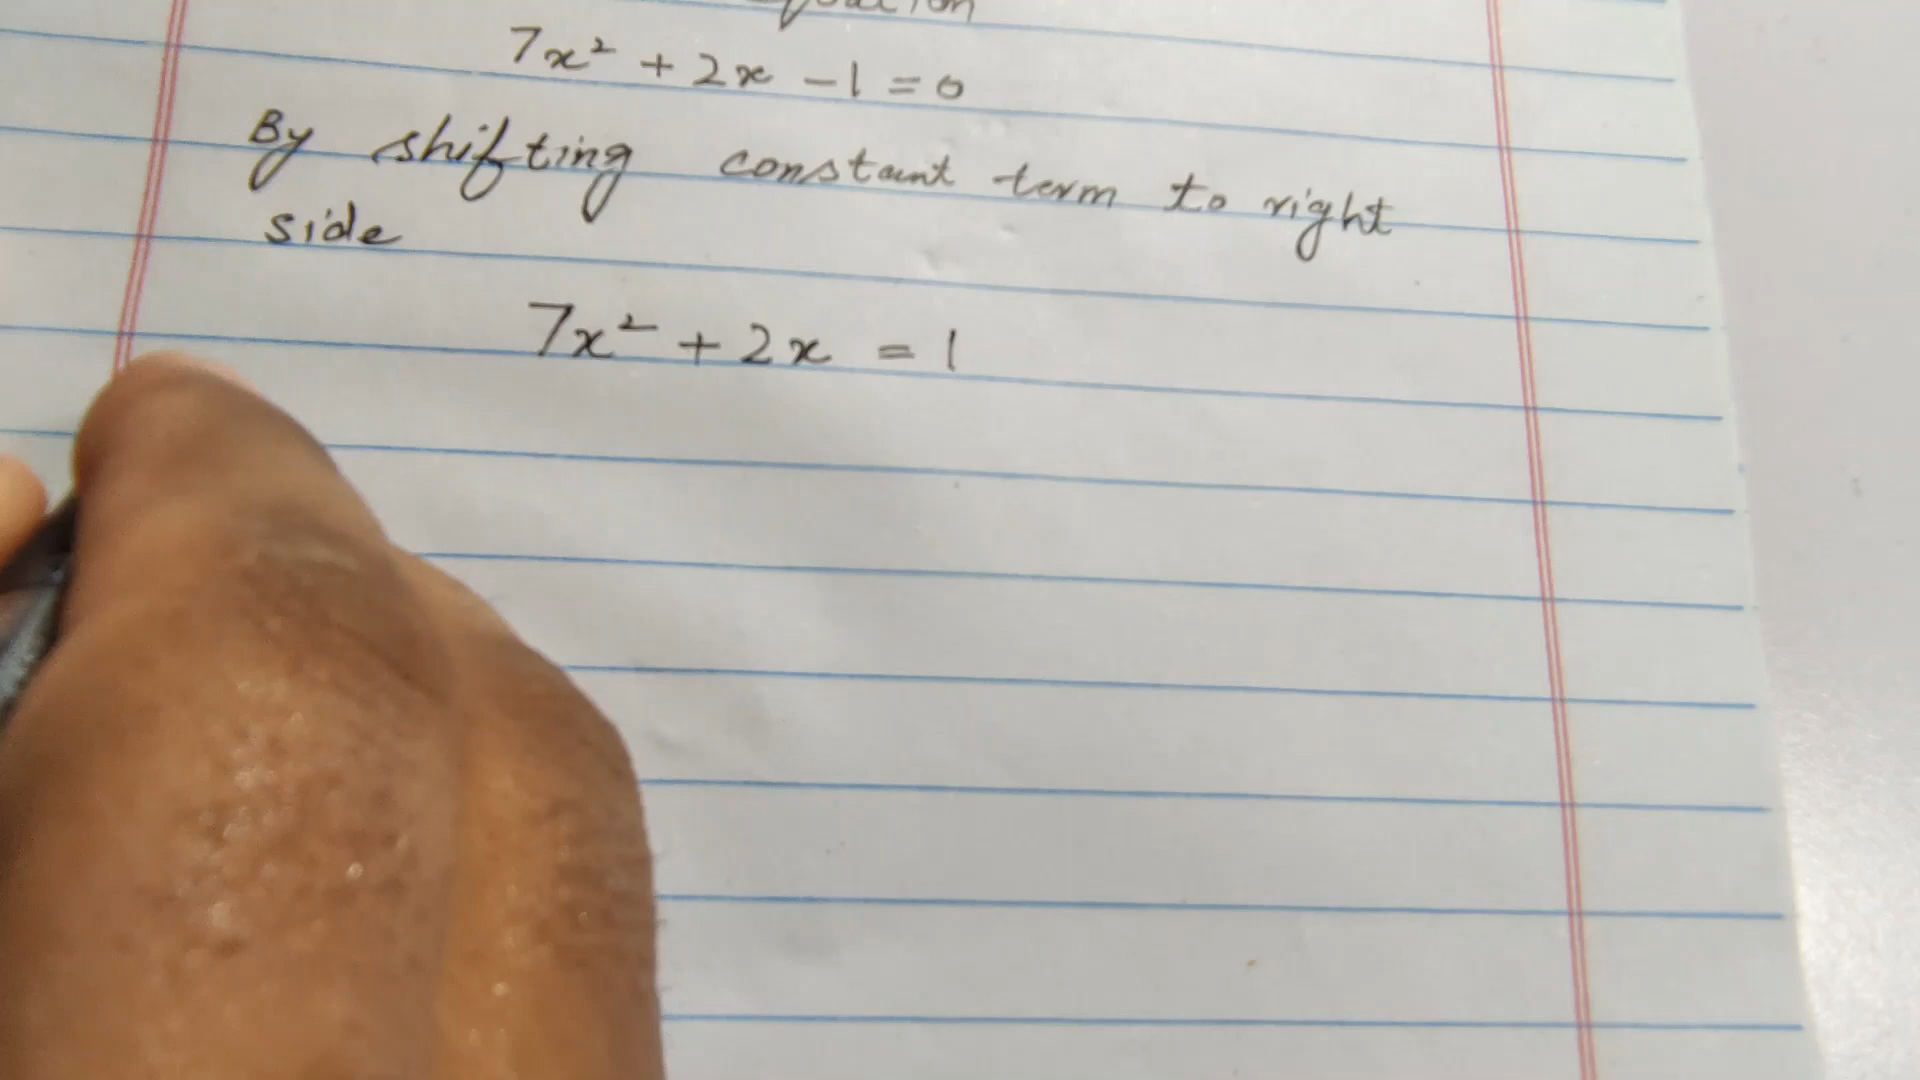 7x² + 2x - 1 = 0
By shifting constant term to right
side
7x² + 2x = 1